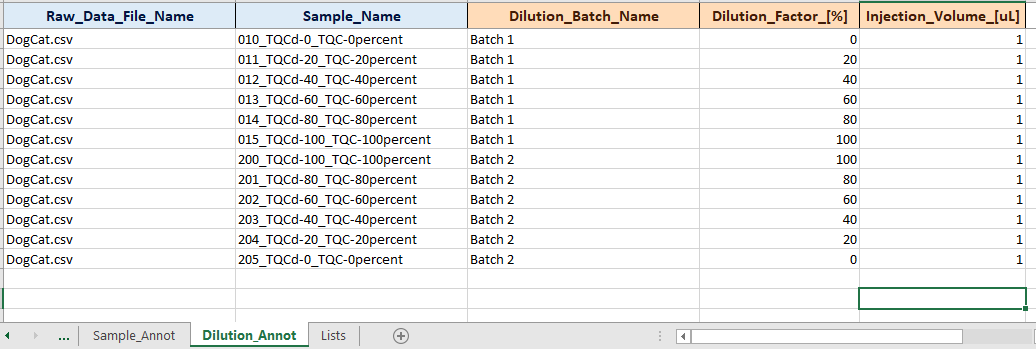 Raw_Data_File_Name Sample_Name Dilution_Batch_Name Dilution_Factor_[%] Injection_Volume_[uL]
DogCat.csv 010_TQCd-0_TQC-0percent Batch 1 0 1
DogCat.csv 011_TQCd-20_TQC-20percent Batch 1 20 1
DogCat.csv 012_TQCd-40_TQC-40percent Batch 1 40 1
DogCat.csv 013_TQCd-60_TQC-60percent Batch 1 60 1
DogCat.csv 014_TQCd-80_TQC-80percent Batch 1 80 1
DogCat.csv 015_TQCd-100_TQC-100percent Batch 1 100 1
DogCat.csv 200_TQCd-100_TQC-100percent Batch 2 100 1
DogCat.csv 201_TQCd-80_TQC-80percent Batch 2 80 1
DogCat.csv 202_TQCd-60_TQC-60percent Batch 2 60 1
DogCat.csv 203_TQCd-40_TQC-40percent Batch 2 40 1
DogCat.csv 204_TQCd-20_TQC-20percent Batch 2 20 1
DogCat.csv 205_TQCd-0_TQC-0percent Batch 2 0 1
... Sample_Annot Dilution_Annot Lists